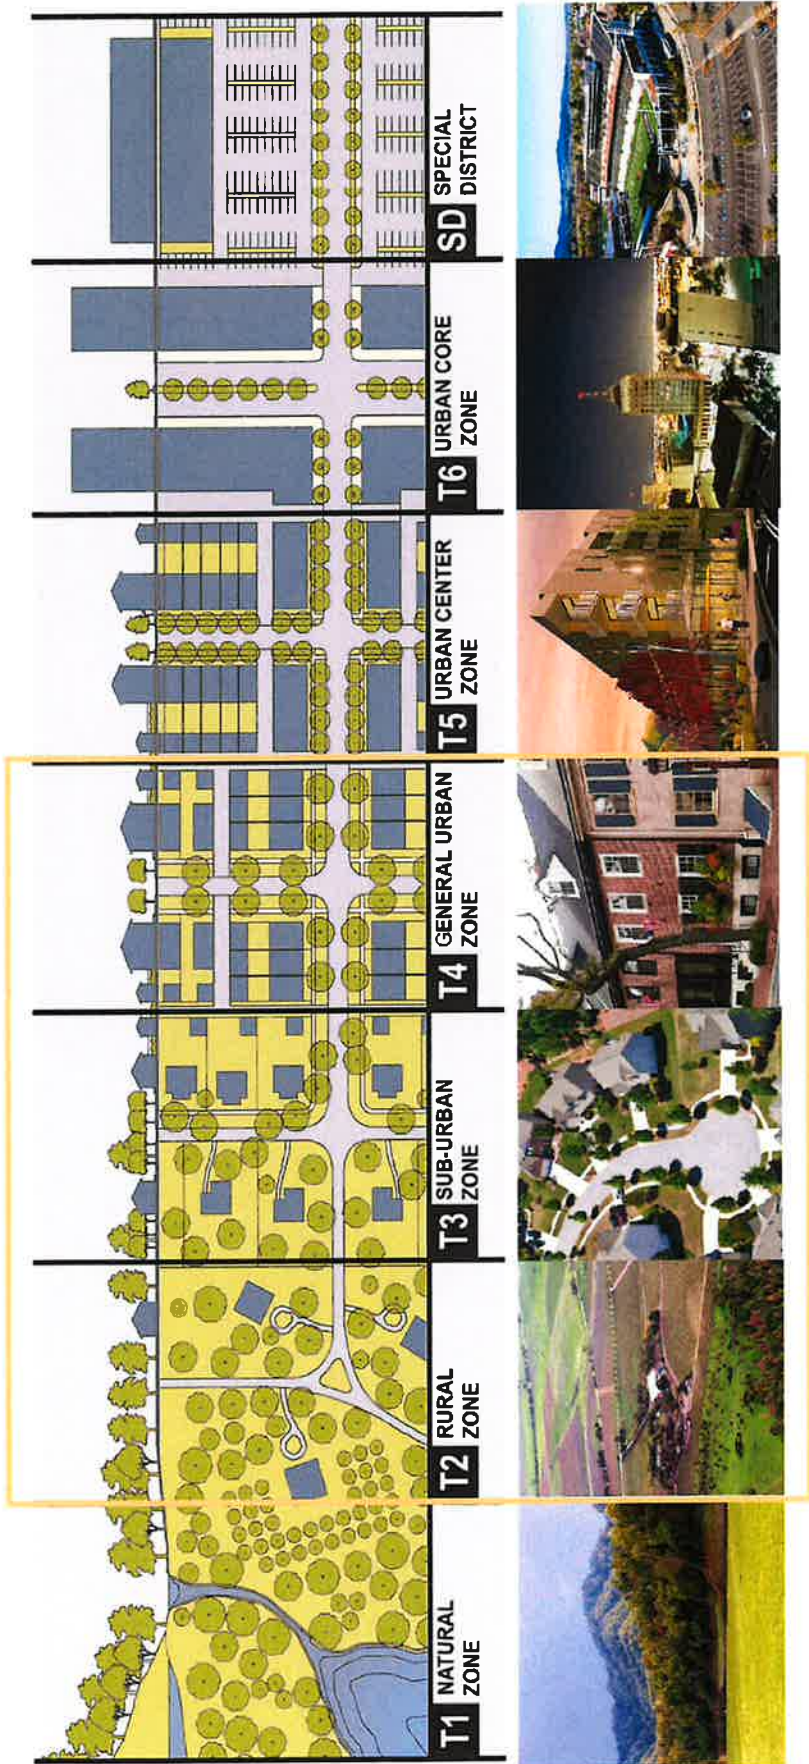 T1 NATURAL
ZONE
T2 RURAL
ZONE
T3 SUB-URBAN
ZONE
T4 GENERAL URBAN
ZONE
T5 URBAN CENTER
ZONE
T6 URBAN CORE
ZONE
SD SPECIAL
DISTRICT